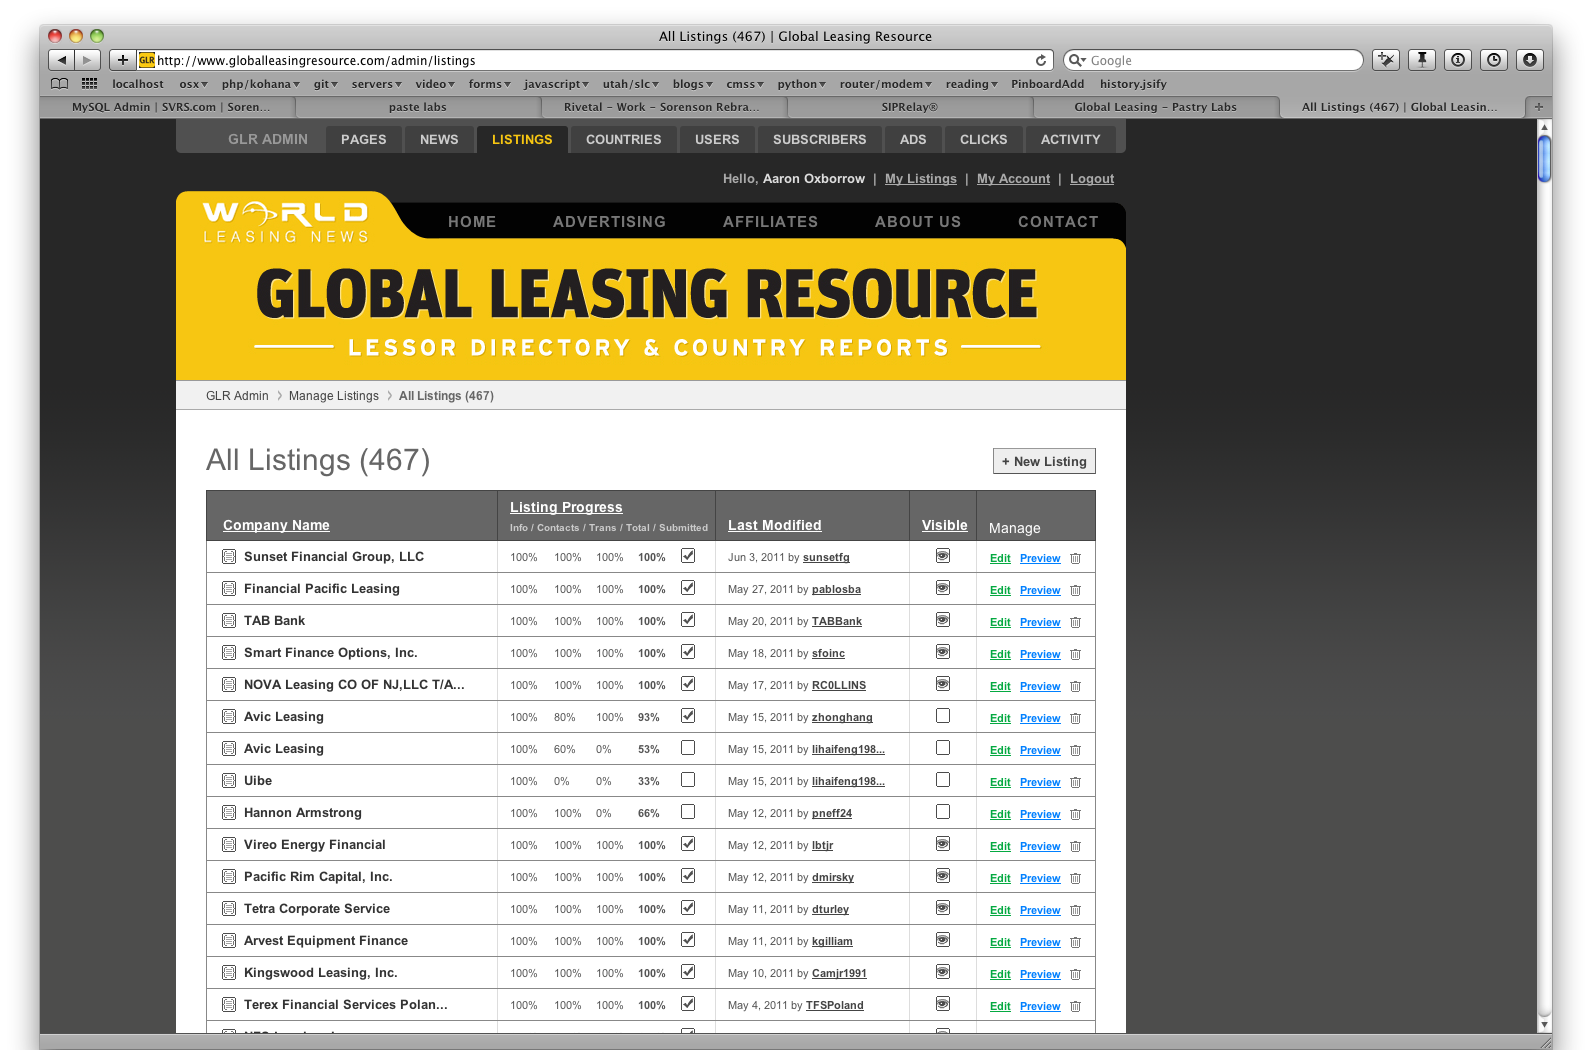 All Listings (467) | Global Leasing Resource
GLR http://www.globalleasingresource.com/admin/listings
Google
localhost osx php/kohana git servers video forms javascript utah/slc blogs cmss python router/modem reading PinboardAdd history.jsify
MySQL Admin | SVRS.com | Soren... paste labs Rivetal – Work – Sorenson Rebra... SIPRelay® Global Leasing – Pastry Labs All Listings (467) | Global Leasin...
GLR ADMIN PAGES NEWS LISTINGS COUNTRIES USERS SUBSCRIBERS ADS CLICKS ACTIVITY
Hello, Aaron Oxborrow | My Listings | My Account | Logout
WORLD
LEASING NEWS
HOME ADVERTISING AFFILIATES ABOUT US CONTACT
GLOBAL LEASING RESOURCE
LESSOR DIRECTORY & COUNTRY REPORTS
GLR Admin > Manage Listings > All Listings (467)
All Listings (467)
+ New Listing
Company Name Listing Progress Last Modified Visible Manage
Info / Contacts / Trans / Total / Submitted
Sunset Financial Group, LLC 100% 100% 100% 100% Jun 3, 2011 by sunsetfg Edit Preview
Financial Pacific Leasing 100% 100% 100% 100% May 27, 2011 by pablosba Edit Preview
TAB Bank 100% 100% 100% 100% May 20, 2011 by TABBank Edit Preview
Smart Finance Options, Inc. 100% 100% 100% 100% May 18, 2011 by sfoinc Edit Preview
NOVA Leasing CO OF NJ,LLC T/A... 100% 100% 100% 100% May 17, 2011 by RC0LLINS Edit Preview
Avic Leasing 100% 80% 100% 93% May 15, 2011 by zhonghang Edit Preview
Avic Leasing 100% 60% 0% 53% May 15, 2011 by lihaifeng198... Edit Preview
Uibe 100% 0% 0% 33% May 15, 2011 by lihaifeng198... Edit Preview
Hannon Armstrong 100% 100% 0% 66% May 12, 2011 by pneff24 Edit Preview
Vireo Energy Financial 100% 100% 100% 100% May 12, 2011 by lbtjr Edit Preview
Pacific Rim Capital, Inc. 100% 100% 100% 100% May 12, 2011 by dmirsky Edit Preview
Tetra Corporate Service 100% 100% 100% 100% May 11, 2011 by dturley Edit Preview
Arvest Equipment Finance 100% 100% 100% 100% May 11, 2011 by kgilliam Edit Preview
Kingswood Leasing, Inc. 100% 100% 100% 100% May 10, 2011 by Camjr1991 Edit Preview
Terex Financial Services Polan... 100% 100% 100% 100% May 4, 2011 by TFSPoland Edit Preview